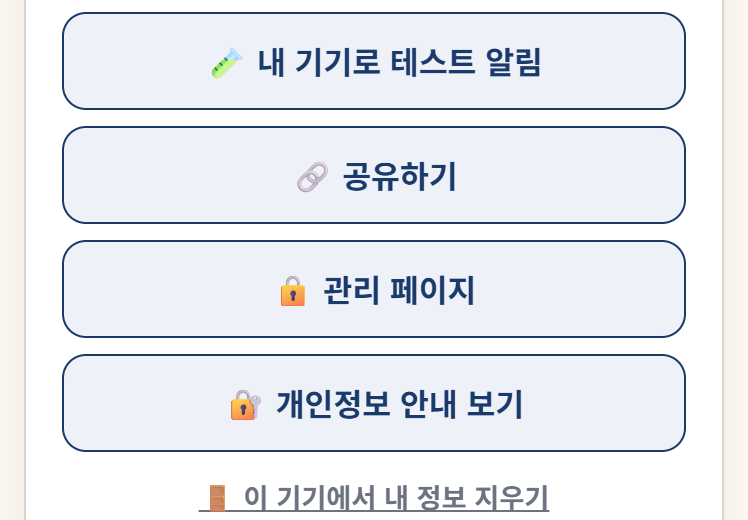 🧪 내 기기로 테스트 알림
🔗 공유하기
🔒 관리 페이지
🔐 개인정보 안내 보기
🚪 이 기기에서 내 정보 지우기